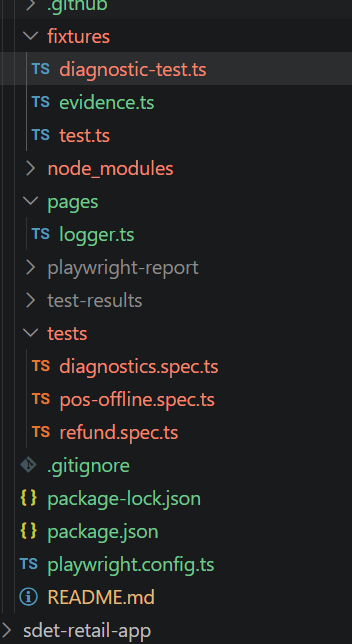 .github
fixtures
TS diagnostic-test.ts
TS evidence.ts
TS test.ts
node_modules
pages
TS logger.ts
playwright-report
test-results
tests
TS diagnostics.spec.ts
TS pos-offline.spec.ts
TS refund.spec.ts
.gitignore
{} package-lock.json
{} package.json
TS playwright.config.ts
README.md
sdet-retail-app